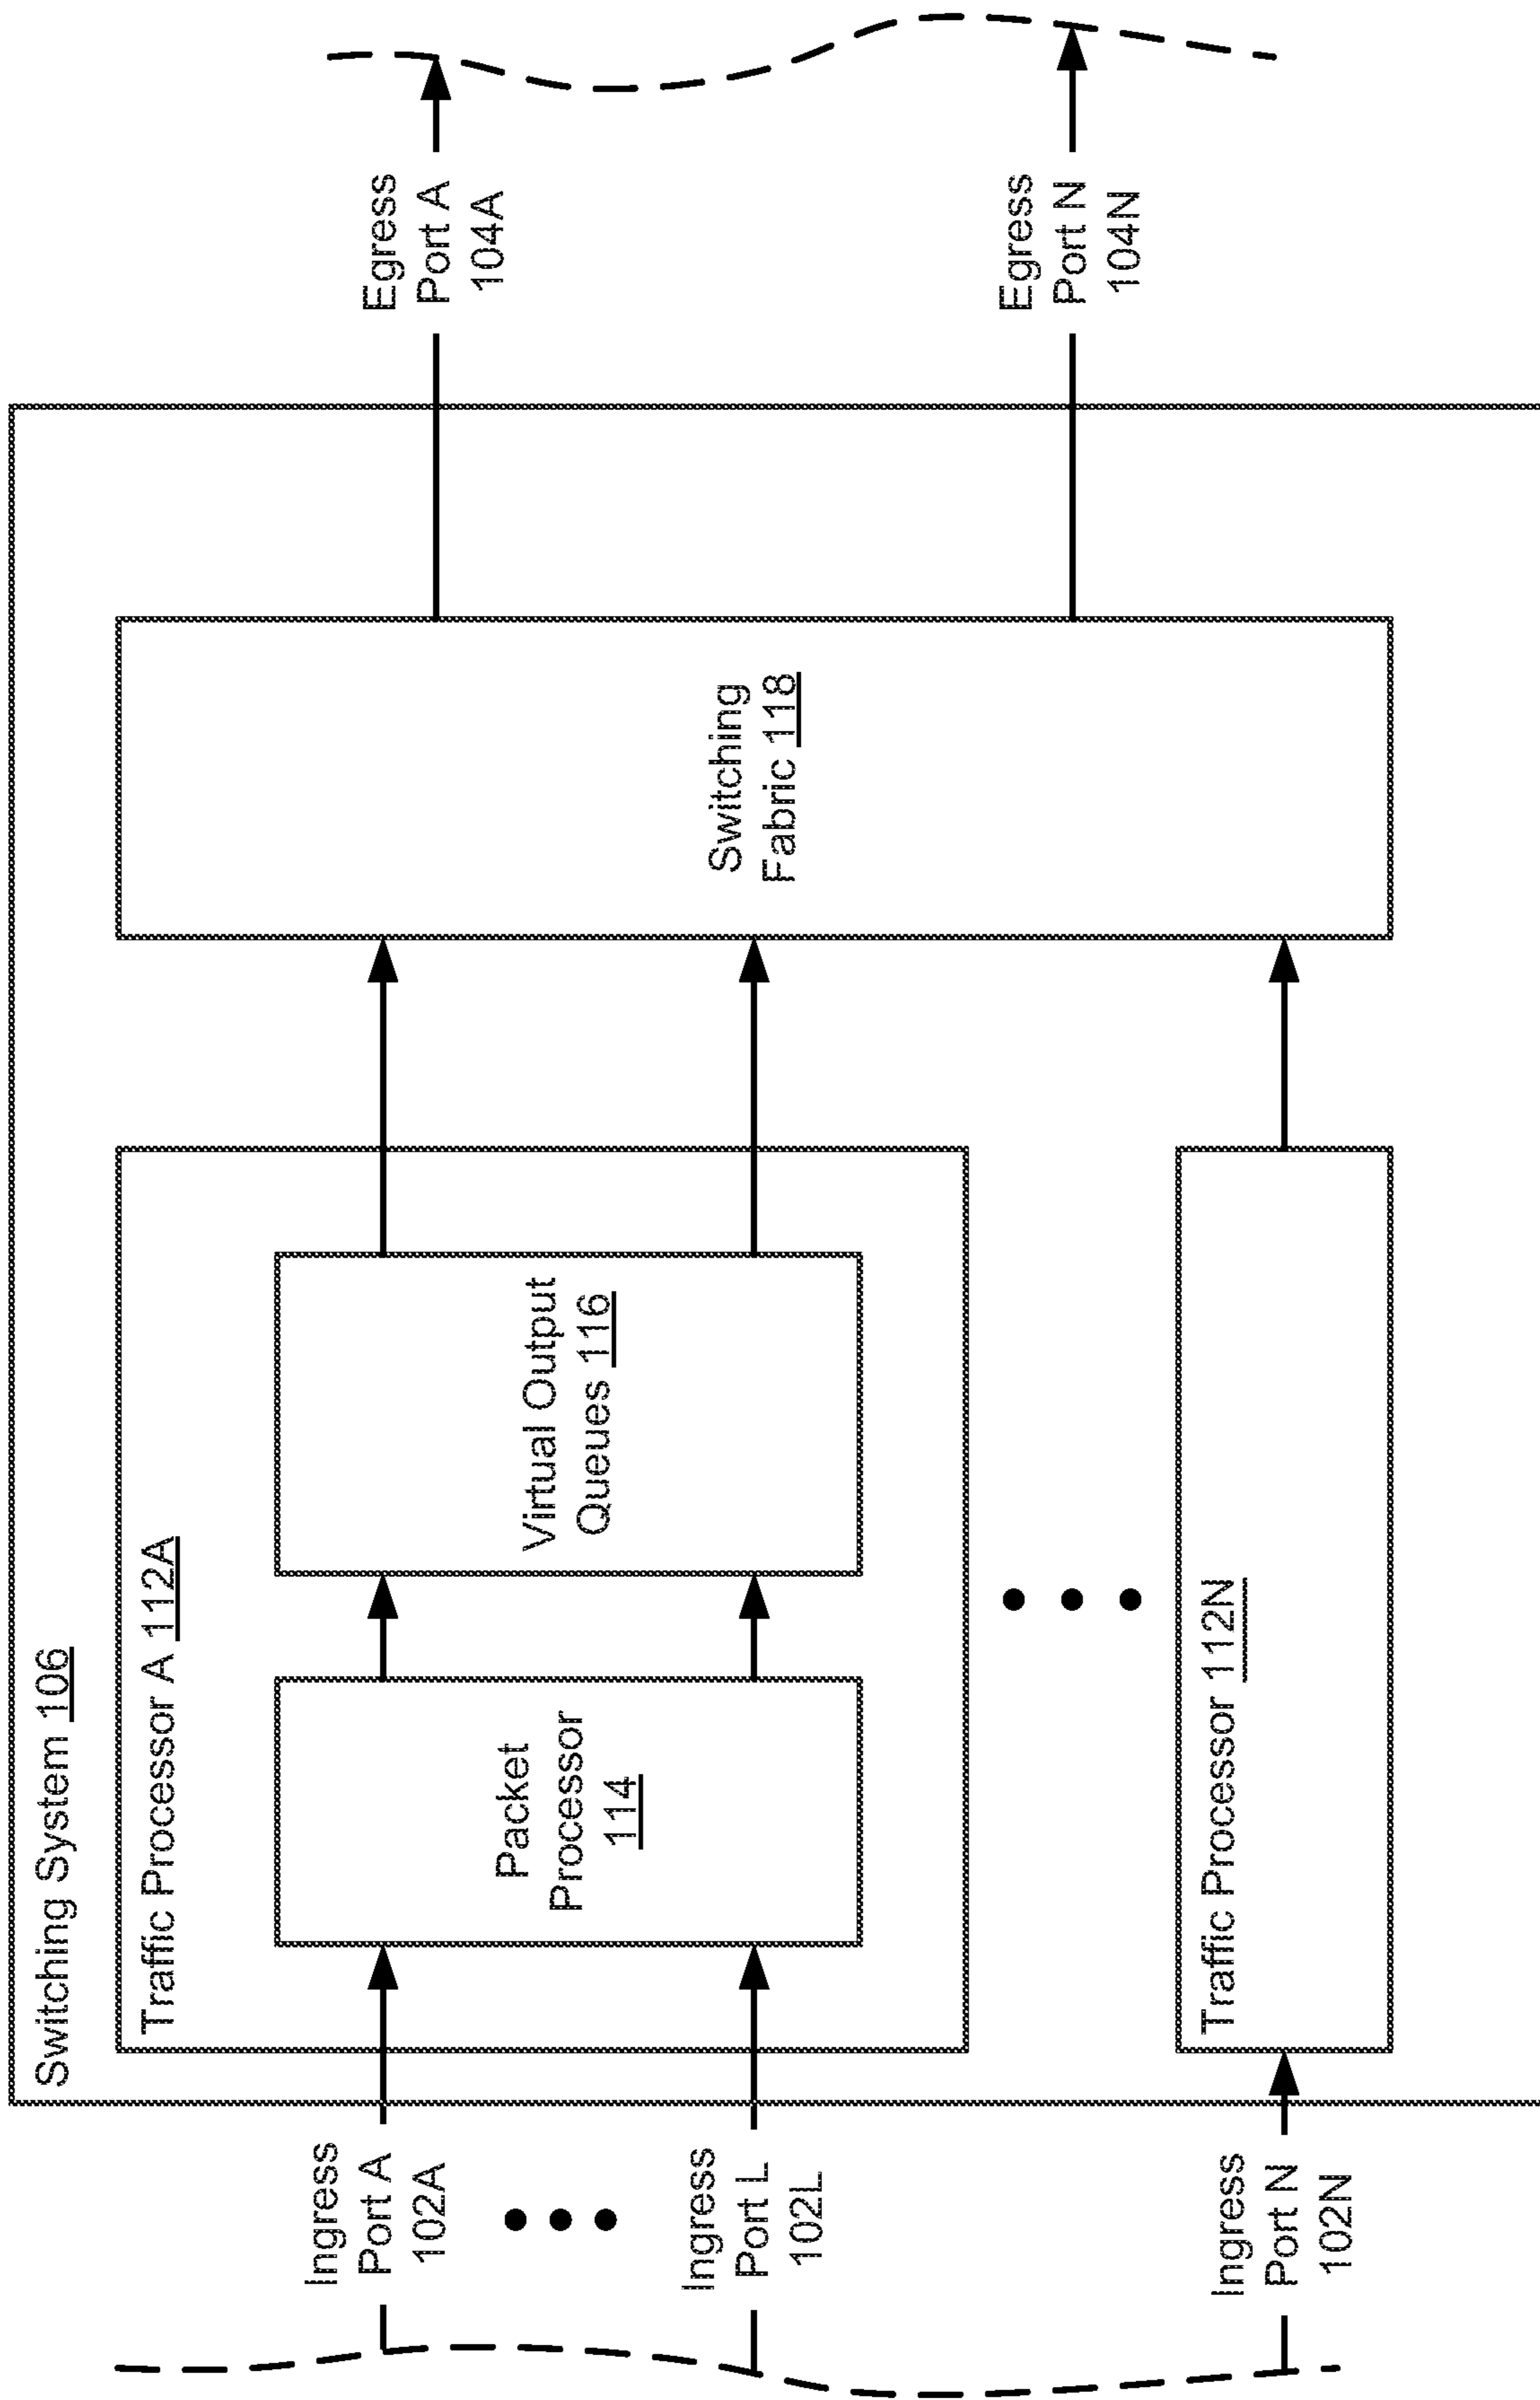 Switching System 106
Traffic Processor A 112A
Ingress
Port A
102A
Packet
Processor
114
Virtual Output
Queues 116
Switching
Fabric 118
Egress
Port A
104A
Ingress
Port L
102L
Traffic Processor 112N
Ingress
Port N
102N
Egress
Port N
104N